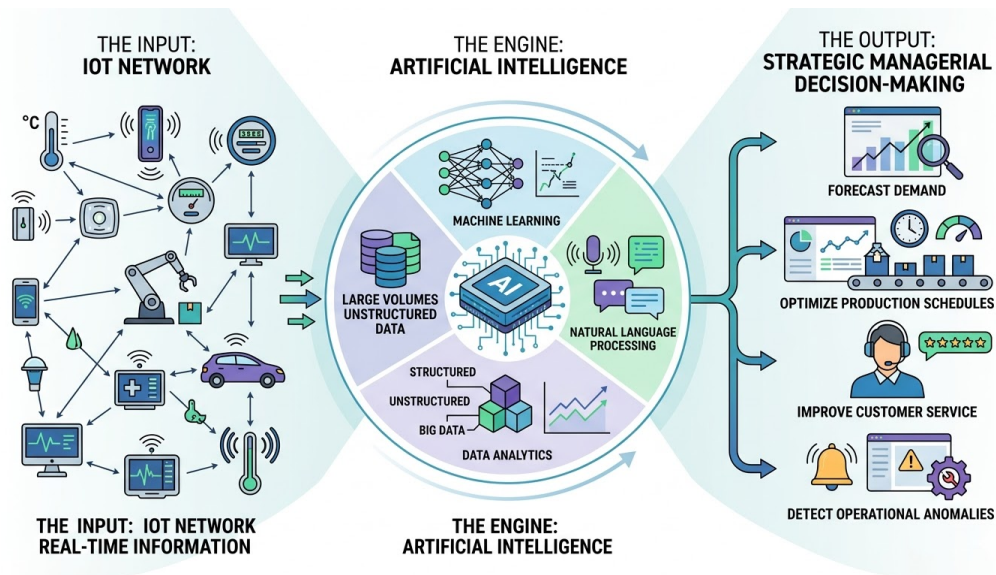 THE INPUT:
IOT NETWORK
°C
THE INPUT: IOT NETWORK
REAL-TIME INFORMATION
THE ENGINE:
ARTIFICIAL INTELLIGENCE
MACHINE LEARNING
LARGE VOLUMES
UNSTRUCTURED
DATA
AI
NATURAL LANGUAGE
PROCESSING
STRUCTURED
UNSTRUCTURED
BIG DATA
DATA ANALYTICS
THE ENGINE:
ARTIFICIAL INTELLIGENCE
THE OUTPUT:
STRATEGIC MANAGERIAL
DECISION-MAKING
FORECAST DEMAND
OPTIMIZE PRODUCTION SCHEDULES
IMPROVE CUSTOMER SERVICE
DETECT OPERATIONAL ANOMALIES